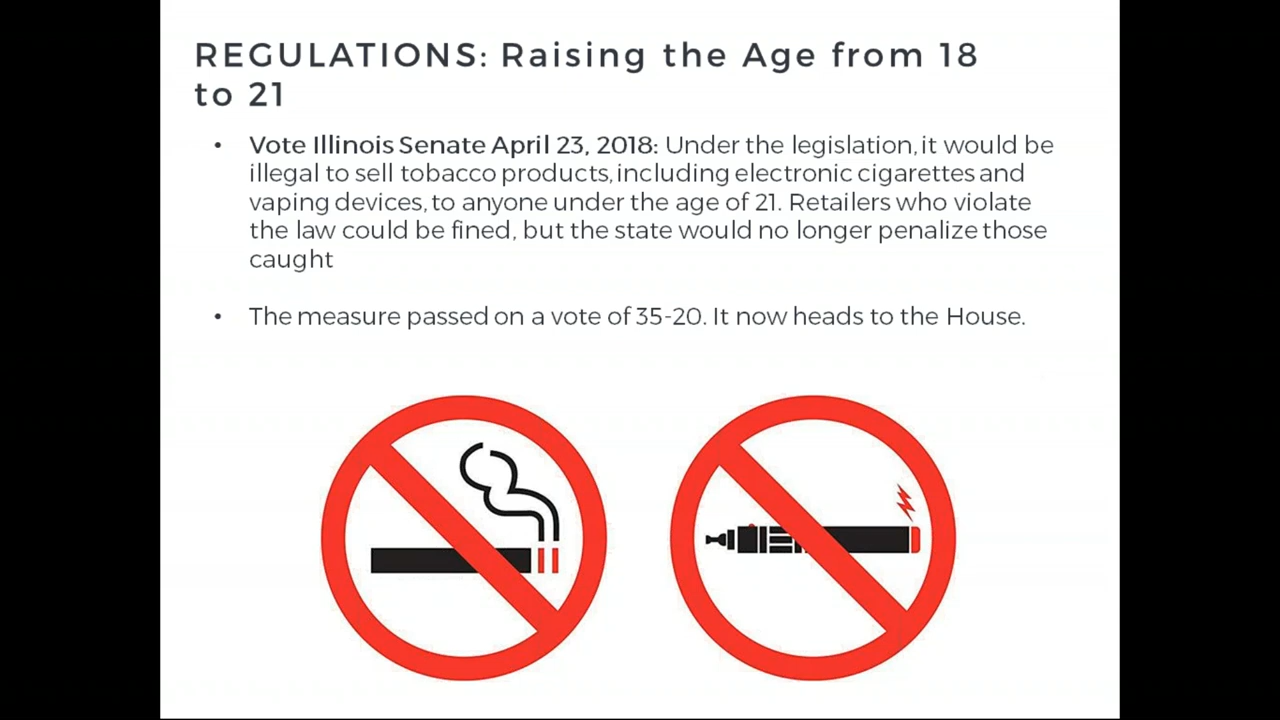 REGULATIONS: Raising the Age from 18
to 21
• Vote Illinois Senate April 23, 2018: Under the legislation, it would be
illegal to sell tobacco products, including electronic cigarettes and
vaping devices, to anyone under the age of 21. Retailers who violate
the law could be fined, but the state would no longer penalize those
caught
• The measure passed on a vote of 35-20. It now heads to the House.